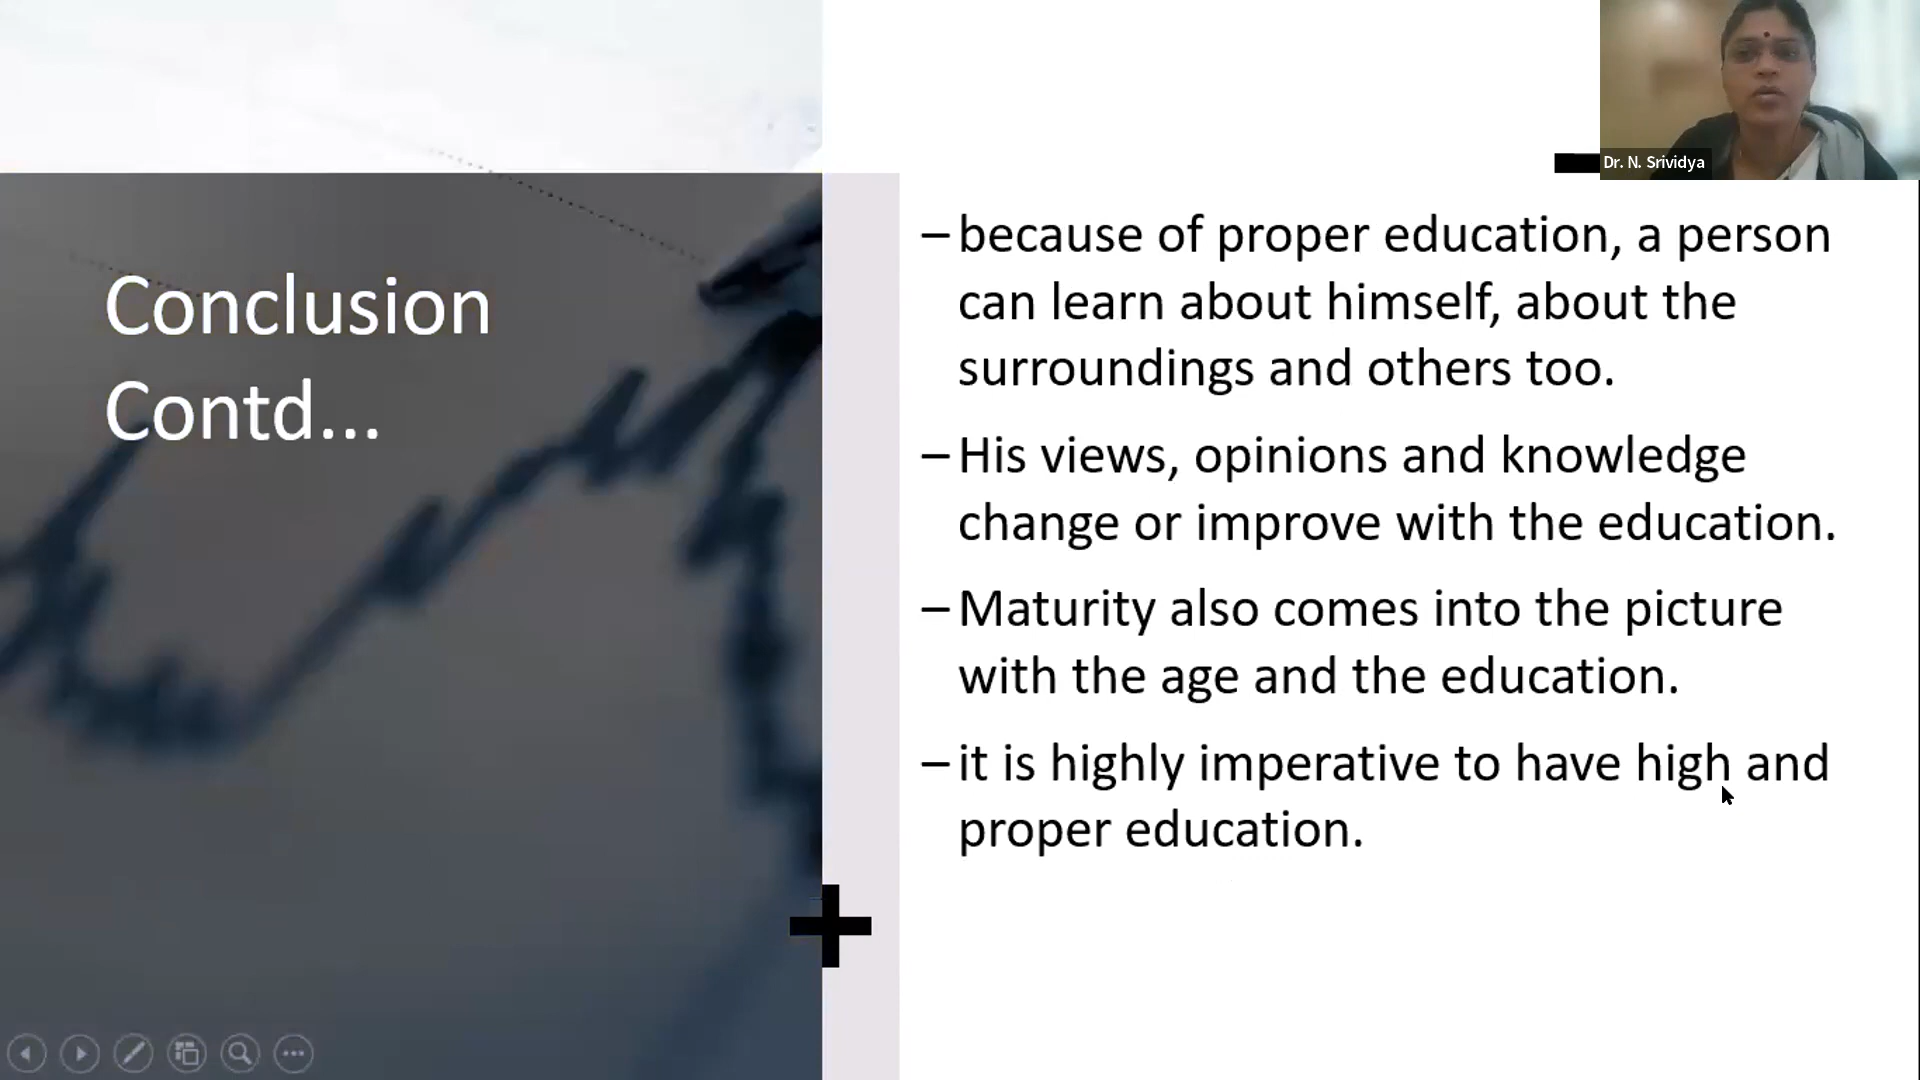 Dr. N. Srividya
Conclusion
Contd...
– because of proper education, a person
can learn about himself, about the
surroundings and others too.
– His views, opinions and knowledge
change or improve with the education.
– Maturity also comes into the picture
with the age and the education.
– it is highly imperative to have high and
proper education.